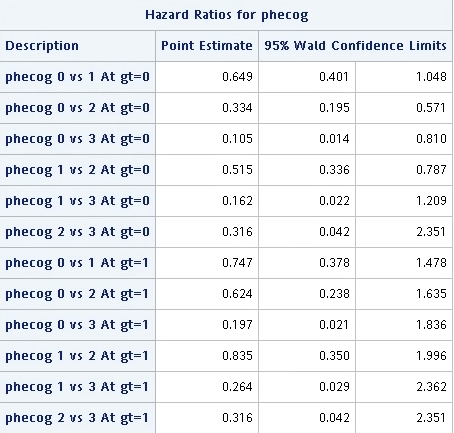 Hazard Ratios for phecog
Description Point Estimate 95% Wald Confidence Limits
phecog 0 vs 1 At gt=0 0.649 0.401 1.048
phecog 0 vs 2 At gt=0 0.334 0.195 0.571
phecog 0 vs 3 At gt=0 0.105 0.014 0.810
phecog 1 vs 2 At gt=0 0.515 0.336 0.787
phecog 1 vs 3 At gt=0 0.162 0.022 1.209
phecog 2 vs 3 At gt=0 0.316 0.042 2.351
phecog 0 vs 1 At gt=1 0.747 0.378 1.478
phecog 0 vs 2 At gt=1 0.624 0.238 1.635
phecog 0 vs 3 At gt=1 0.197 0.021 1.836
phecog 1 vs 2 At gt=1 0.835 0.350 1.996
phecog 1 vs 3 At gt=1 0.264 0.029 2.362
phecog 2 vs 3 At gt=1 0.316 0.042 2.351